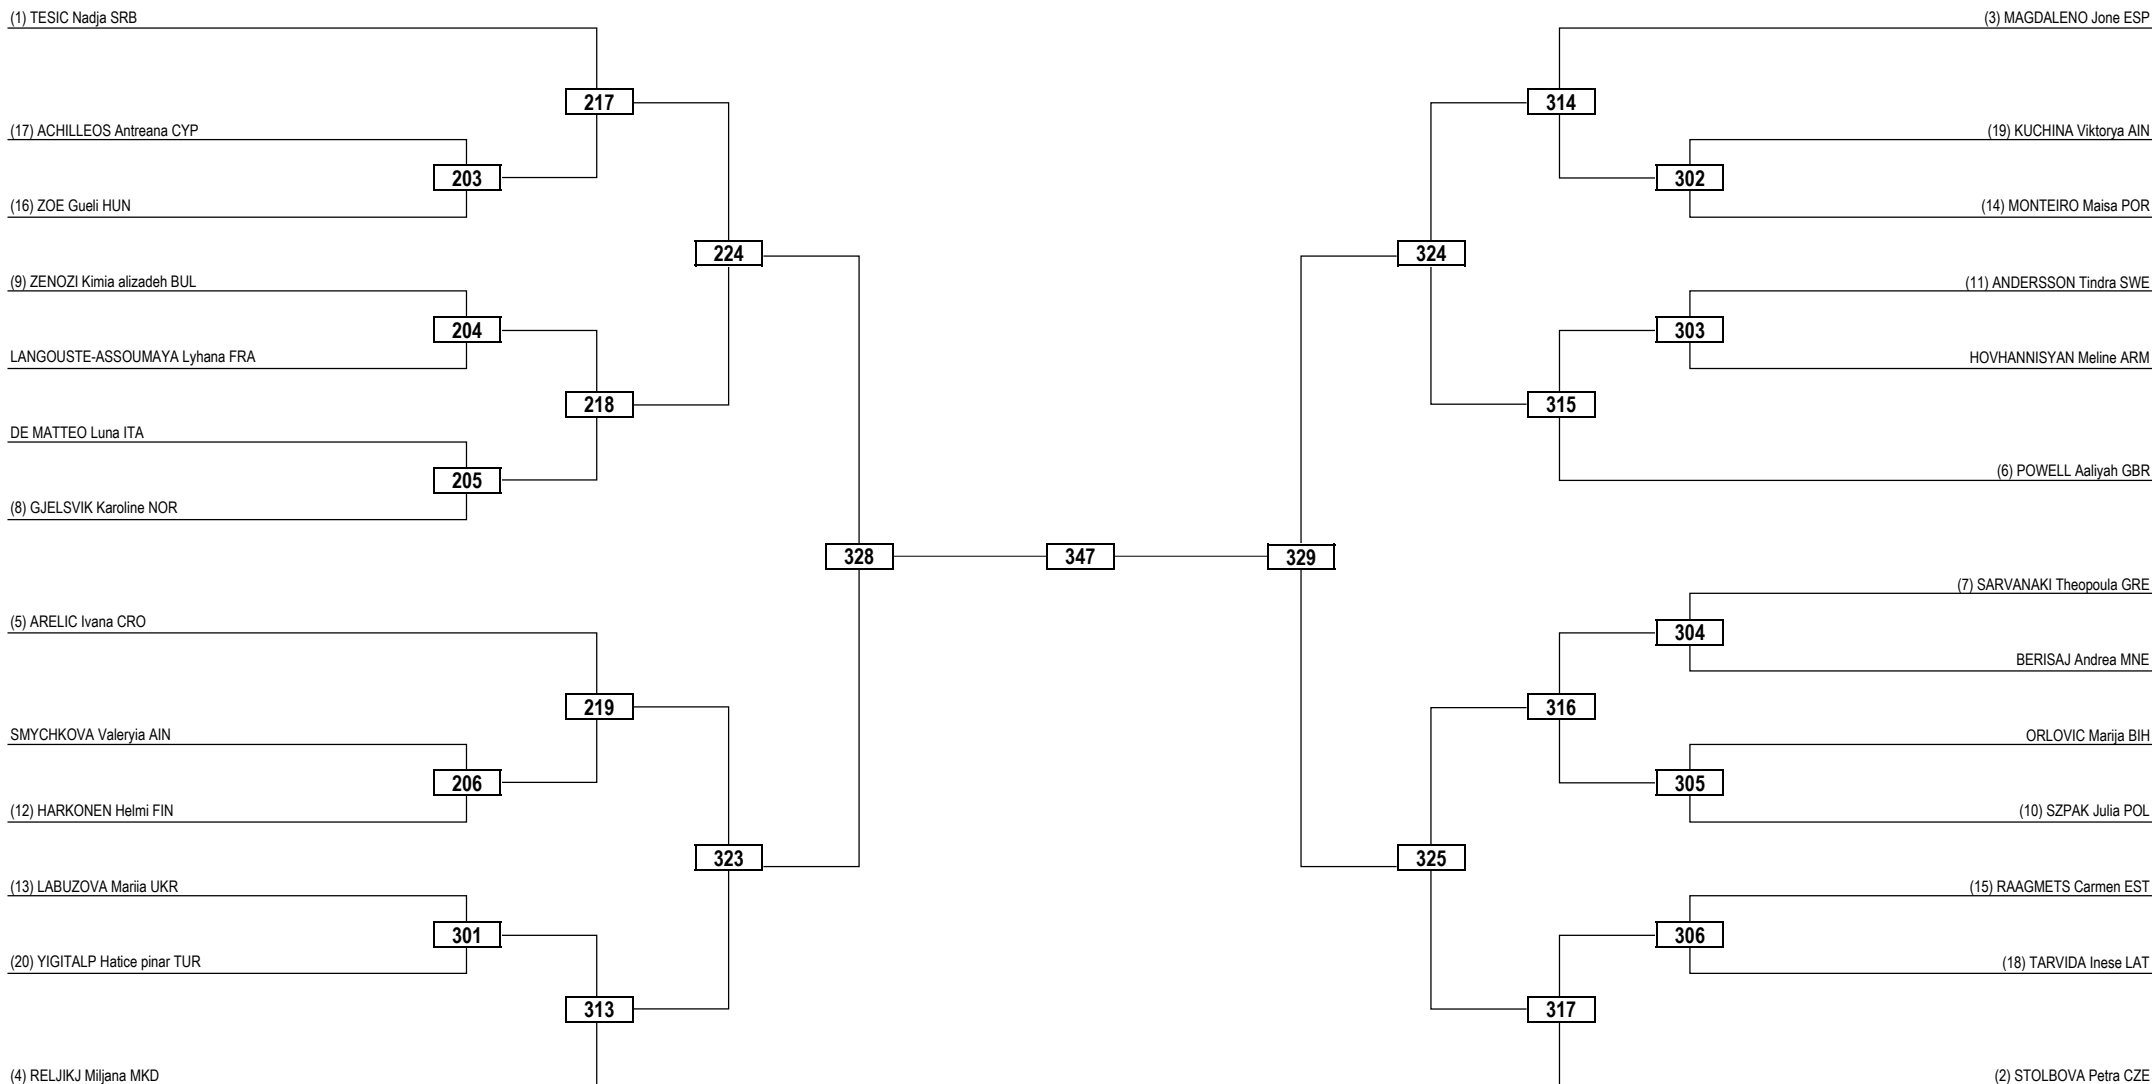 (1) TESIC Nadja SRB
217
(17) ACHILLEOS Antreana CYP
203
(16) ZOE Gueli HUN
224
(9) ZENOZI Kimia alizadeh BUL
204
LANGOUSTE-ASSOUMAYA Lyhana FRA
218
DE MATTEO Luna ITA
205
(8) GJELSVIK Karoline NOR
328
(5) ARELIC Ivana CRO
219
SMYCHKOVA Valeryia AIN
206
(12) HARKONEN Helmi FIN
323
(13) LABUZOVA Mariia UKR
301
(20) YIGITALP Hatice pinar TUR
313
(4) RELJIKJ Miljana MKD
347
(3) MAGDALENO Jone ESP
314
(19) KUCHINA Viktorya AIN
302
(14) MONTEIRO Maisa POR
324
(11) ANDERSSON Tindra SWE
303
HOVHANNISYAN Meline ARM
315
(6) POWELL Aaliyah GBR
329
(7) SARVANAKI Theopoula GRE
304
BERISAJ Andrea MNE
316
ORLOVIC Marija BIH
305
(10) SZPAK Julia POL
325
(15) RAAGMETS Carmen EST
306
(18) TARVIDA Inese LAT
317
(2) STOLBOVA Petra CZE